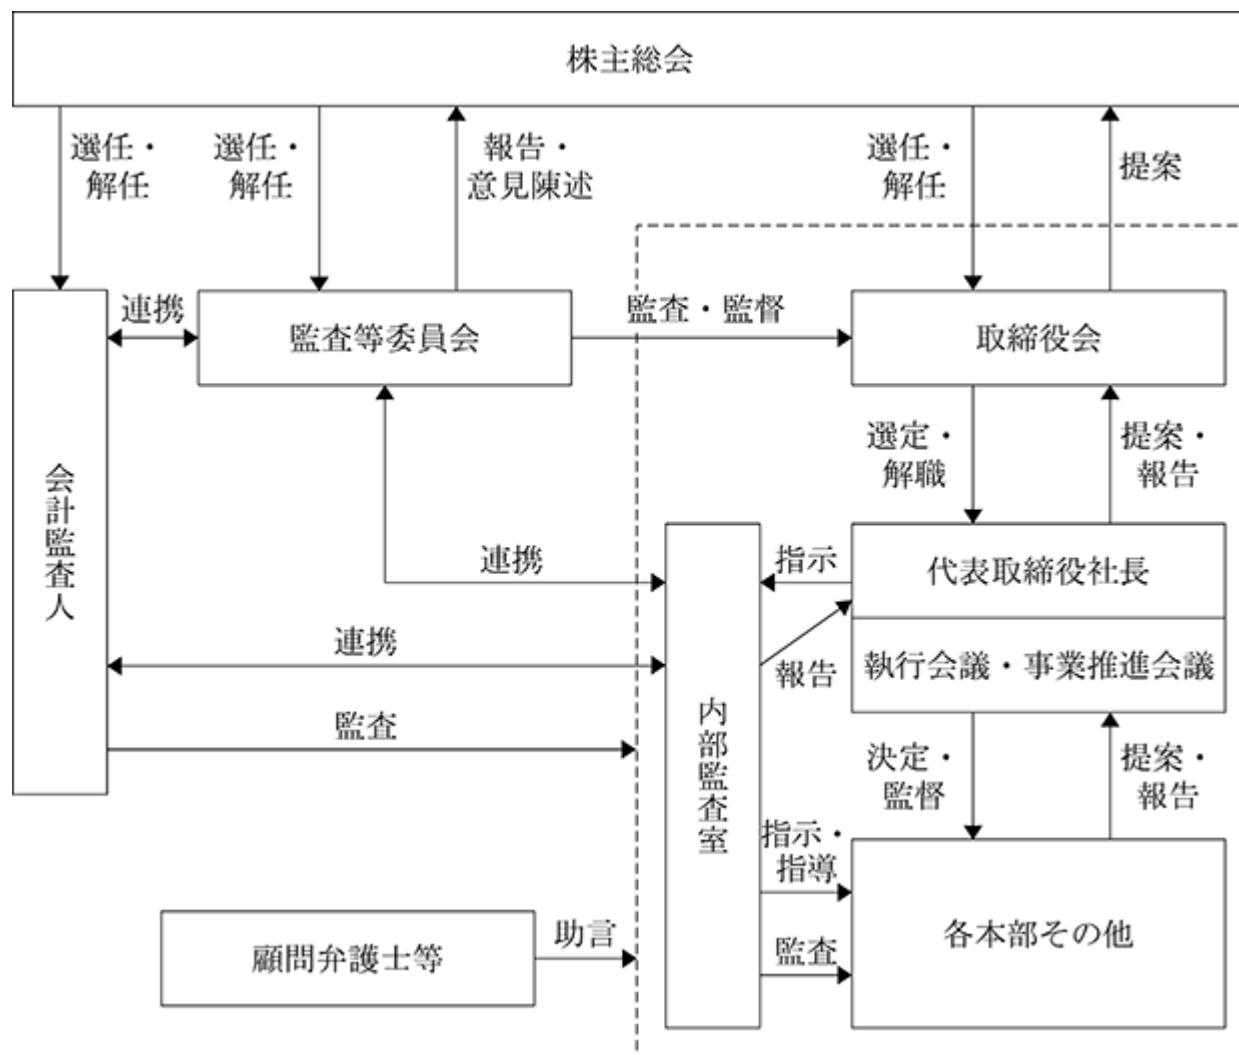 株主総会
選任・
解任
選任・
解任
報告・
意見陳述
選任・
解任
提案
連携
監査等委員会
監査・監督
取締役会
選定・
解職
提案・
報告
会計監査人
連携
指示
代表取締役社長
連携
報告
執行会議・事業推進会議
監査
内部監査室
決定・
監督
提案・
報告
指示・
指導
監査
各本部その他
顧問弁護士等
助言